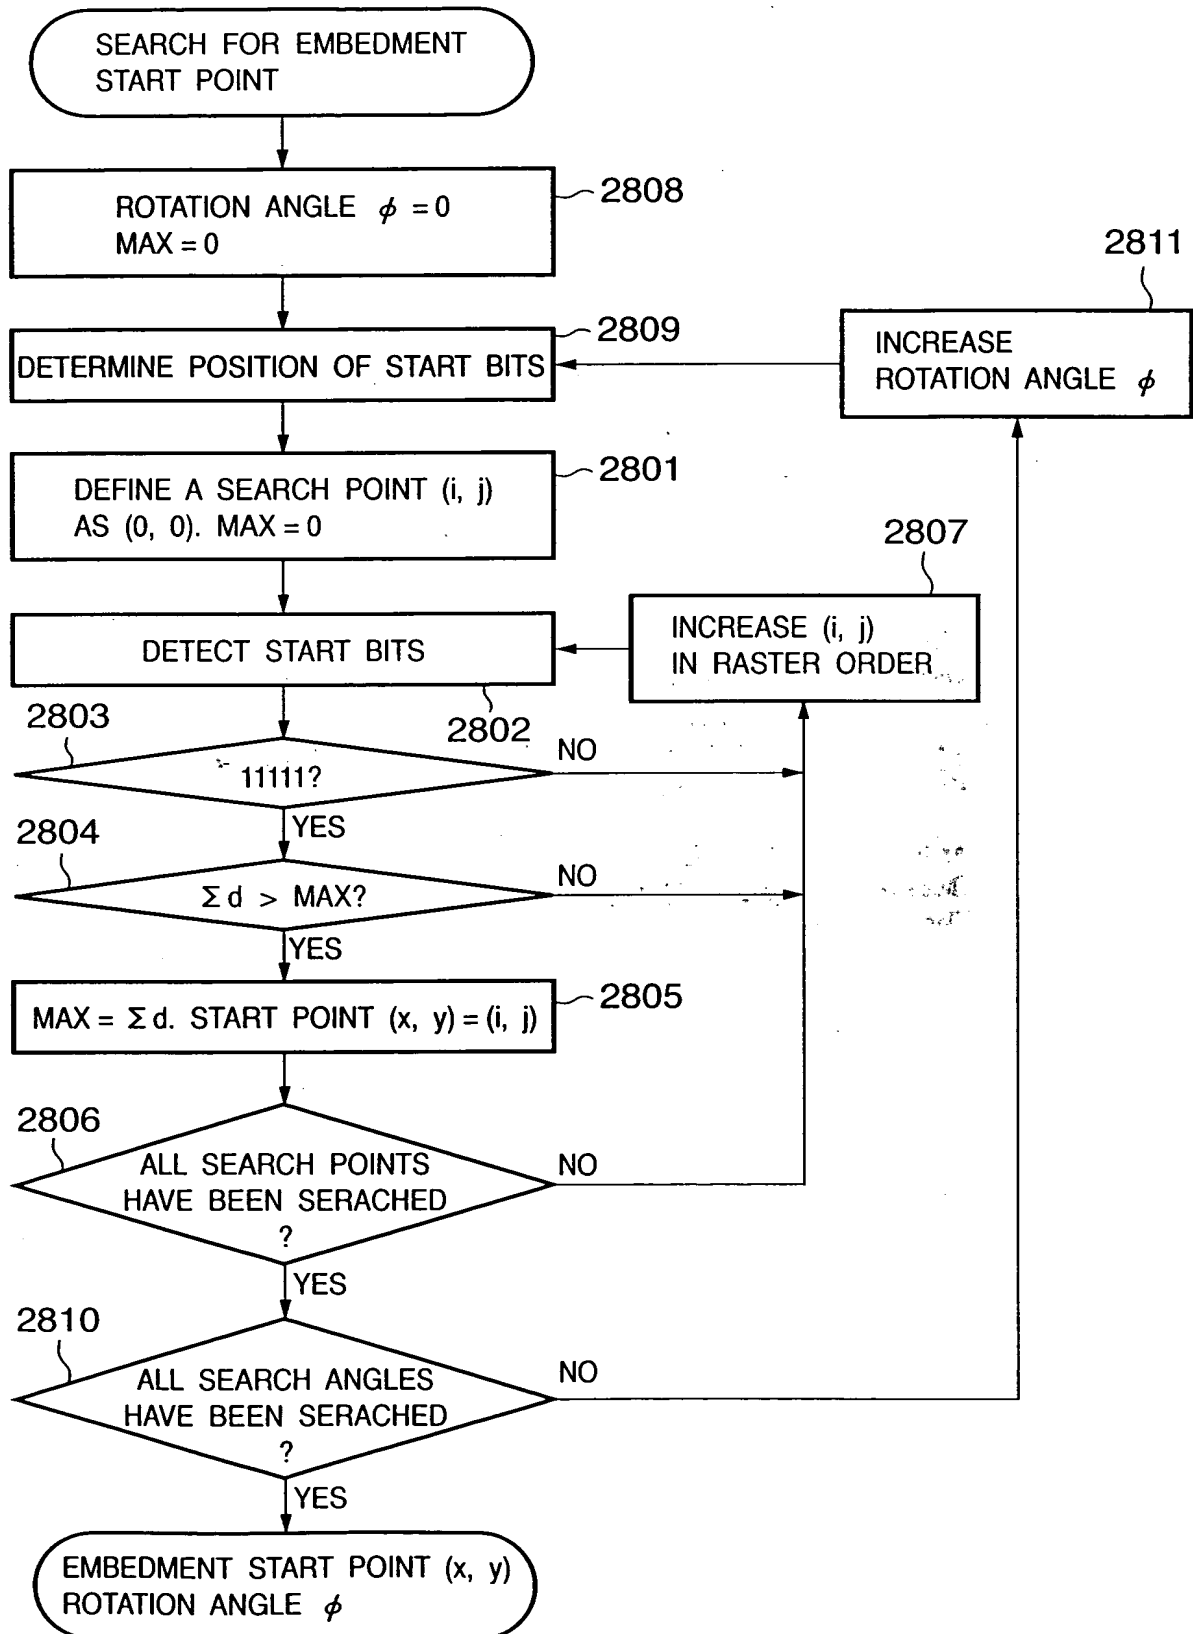 SEARCH FOR EMBEDMENT
START POINT
ROTATION ANGLE ϕ = 0
MAX = 0
2808
2811
DETERMINE POSITION OF START BITS
2809
INCREASE
ROTATION ANGLE ϕ
DEFINE A SEARCH POINT (i, j)
AS (0, 0). MAX = 0
2801
2807
DETECT START BITS
2802
INCREASE (i, j)
IN RASTER ORDER
2803
11111?
NO
YES
2804
Σ d > MAX?
NO
YES
MAX = Σ d. START POINT (x, y) = (i, j)
2805
2806
ALL SEARCH POINTS
HAVE BEEN SERACHED
?
NO
YES
2810
ALL SEARCH ANGLES
HAVE BEEN SERACHED
?
NO
YES
EMBEDMENT START POINT (x, y)
ROTATION ANGLE ϕ